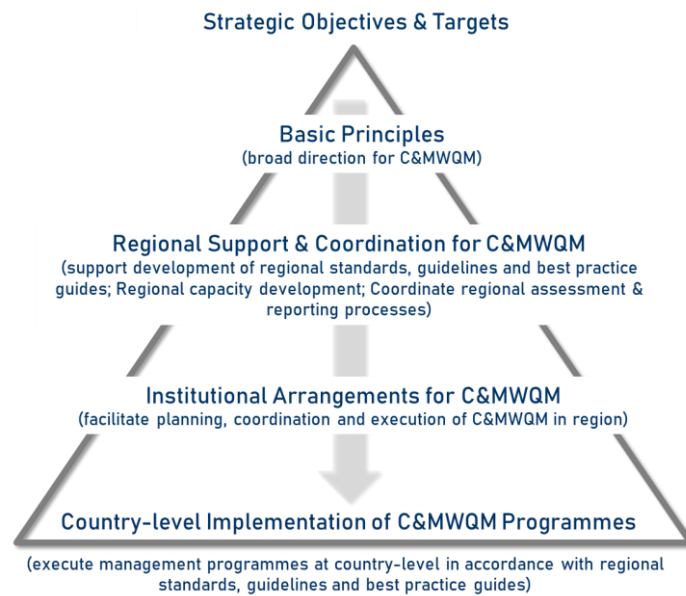 Strategic Objectives & Targets
Basic Principles
(broad direction for C&MWQM)
Regional Support & Coordination for C&MWQM
(support development of regional standards, guidelines and best practice
guides; Regional capacity development; Coordinate regional assessment &
reporting processes)
Institutional Arrangements for C&MWQM
(facilitate planning, coordination and execution of C&MWQM in region)
Country-level Implementation of C&MWQM Programmes
(execute management programmes at country-level in accordance with regional
standards, guidelines and best practice guides)